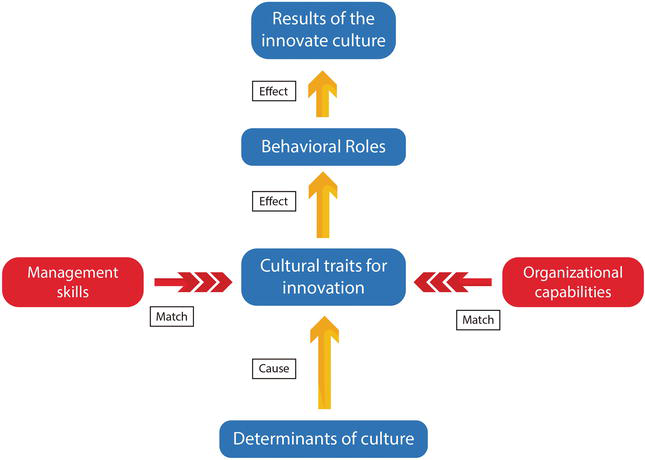 Results of the
innovate culture
Effect
Behavioral Roles
Effect
Management
skills
Cultural traits for
innovation
Organizational
capabilities
Match
Match
Cause
Determinants of culture